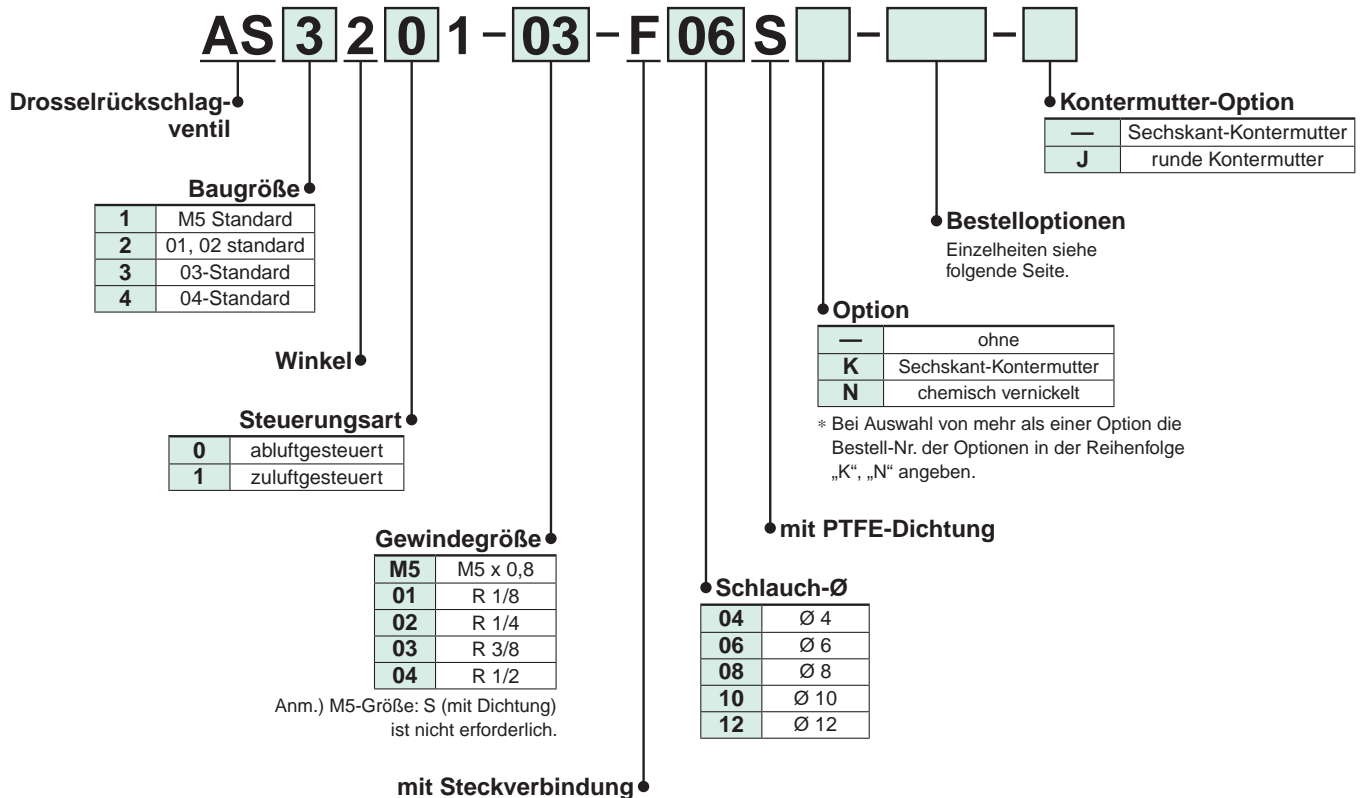 AS 3 2 0 1 – 03 – F 06 S – –
Drosselrückschlag-
ventil
Kontermutter-Option
— Sechskant-Kontermutter
J runde Kontermutter
Baugröße
1 M5 Standard
2 01, 02 standard
3 03-Standard
4 04-Standard
Bestelloptionen
Einzelheiten siehe
folgende Seite.
Option
— ohne
K Sechskant-Kontermutter
N chemisch vernickelt
* Bei Auswahl von mehr als einer Option die
Bestell-Nr. der Optionen in der Reihenfolge
„K“, „N“ angeben.
Winkel
Steuerungsart
0 abluftgesteuert
1 zuluftgesteuert
mit PTFE-Dichtung
Gewindegröße
M5 M5 x 0,8
01 R 1/8
02 R 1/4
03 R 3/8
04 R 1/2
Anm.) M5-Größe: S (mit Dichtung)
ist nicht erforderlich.
Schlauch-Ø
04 Ø 4
06 Ø 6
08 Ø 8
10 Ø 10
12 Ø 12
mit Steckverbindung